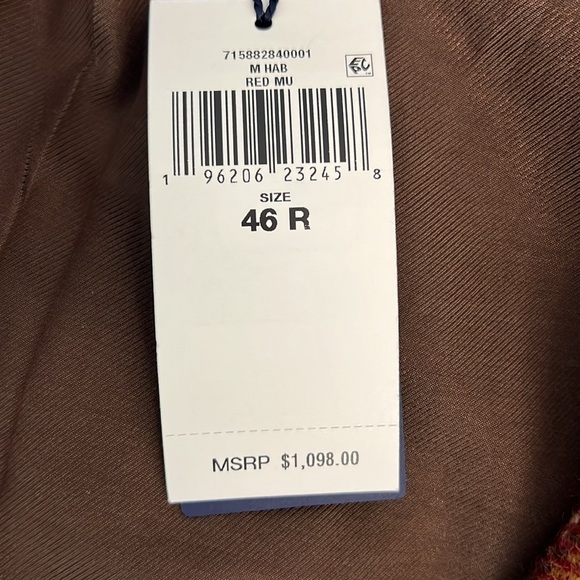 715882840001
M HAB
RED MU
1 96206 23245 8
SIZE
46 R
MSRP $1,098.00